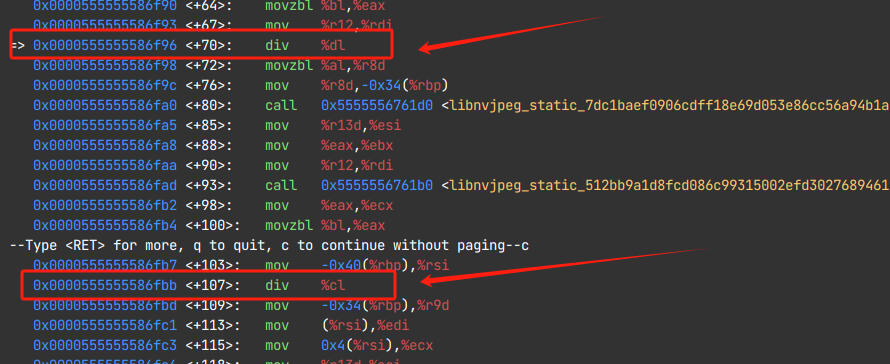 0x0000555555586f90 <+64>: movzbl %bl,%eax
0x0000555555586f93 <+67>: mov %r12,%rdi
=> 0x0000555555586f96 <+70>: div %dl
0x0000555555586f98 <+72>: movzbl %al,%r8d
0x0000555555586f9c <+76>: mov %r8d,-0x34(%rbp)
0x0000555555586fa0 <+80>: call 0x5555556761d0 <libnvjpeg_static_7dc1baef0906cdff18e69d053e86cc56a94b1a
0x0000555555586fa5 <+85>: mov %r13d,%esi
0x0000555555586fa8 <+88>: mov %eax,%ebx
0x0000555555586faa <+90>: mov %r12,%rdi
0x0000555555586fad <+93>: call 0x5555556761b0 <libnvjpeg_static_512bb9a1d8fcd086c99315002efd3027689461
0x0000555555586fb2 <+98>: mov %eax,%ecx
0x0000555555586fb4 <+100>: movzbl %bl,%eax
--Type <RET> for more, q to quit, c to continue without paging--c
0x0000555555586fb7 <+103>: mov -0x40(%rbp),%rsi
0x0000555555586fbb <+107>: div %cl
0x0000555555586fbd <+109>: mov -0x34(%rbp),%r9d
0x0000555555586fc1 <+113>: mov (%rsi),%edi
0x0000555555586fc3 <+115>: mov 0x4(%rsi),%ecx